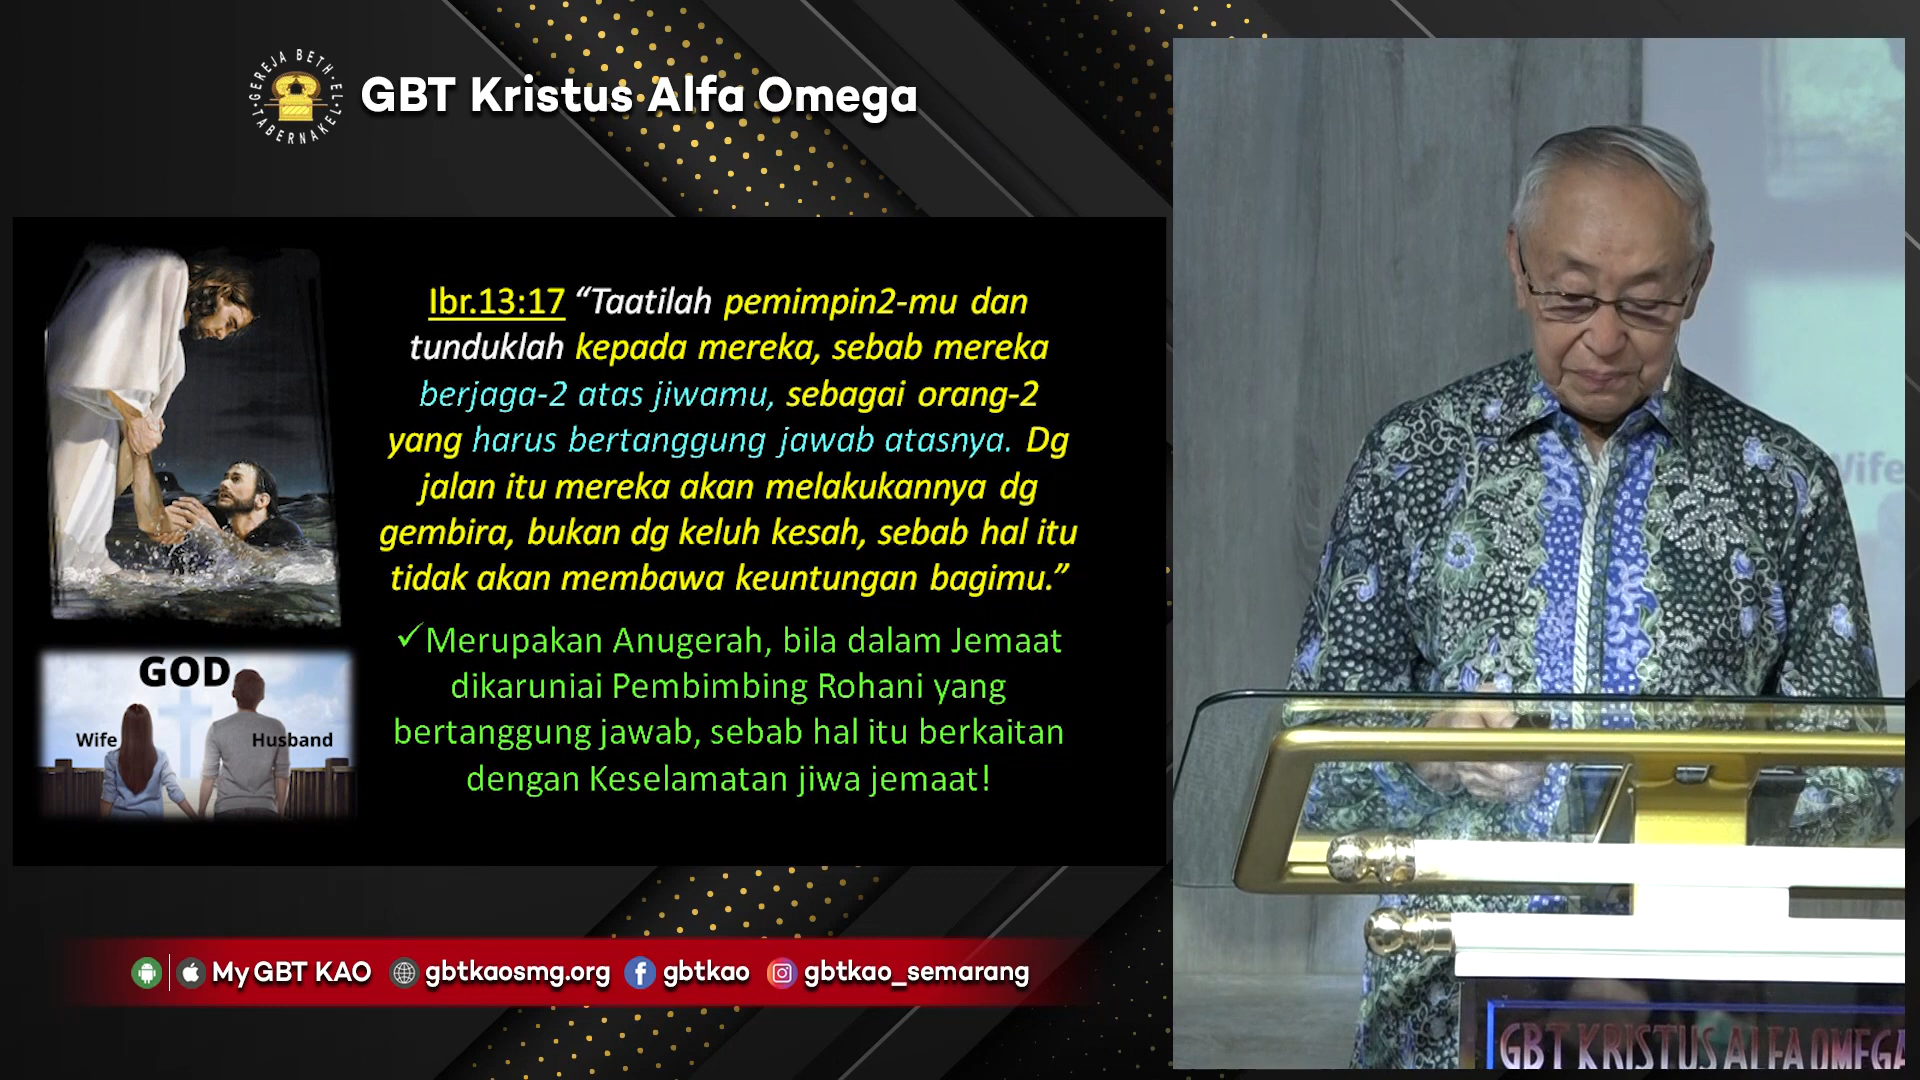 GEREJA BETH-EL TABERNAKEL
GBT Kristus Alfa Omega
Ibr.13:17 “Taatilah pemimpin2-mu dan
tunduklah kepada mereka, sebab mereka
berjaga-2 atas jiwamu, sebagai orang-2
yang harus bertanggung jawab atasnya. Dg
jalan itu mereka akan melakukannya dg
gembira, bukan dg keluh kesah, sebab hal itu
tidak akan membawa keuntungan bagimu.”
✓Merupakan Anugerah, bila dalam Jemaat
dikaruniai Pembimbing Rohani yang
bertanggung jawab, sebab hal itu berkaitan
dengan Keselamatan jiwa jemaat!
GOD
Wife
Husband
Wife
My GBT KAO
gbtkaosmg.org
gbtkao
gbtkao_semarang
GBT KRISTUS ALFA OMEGA